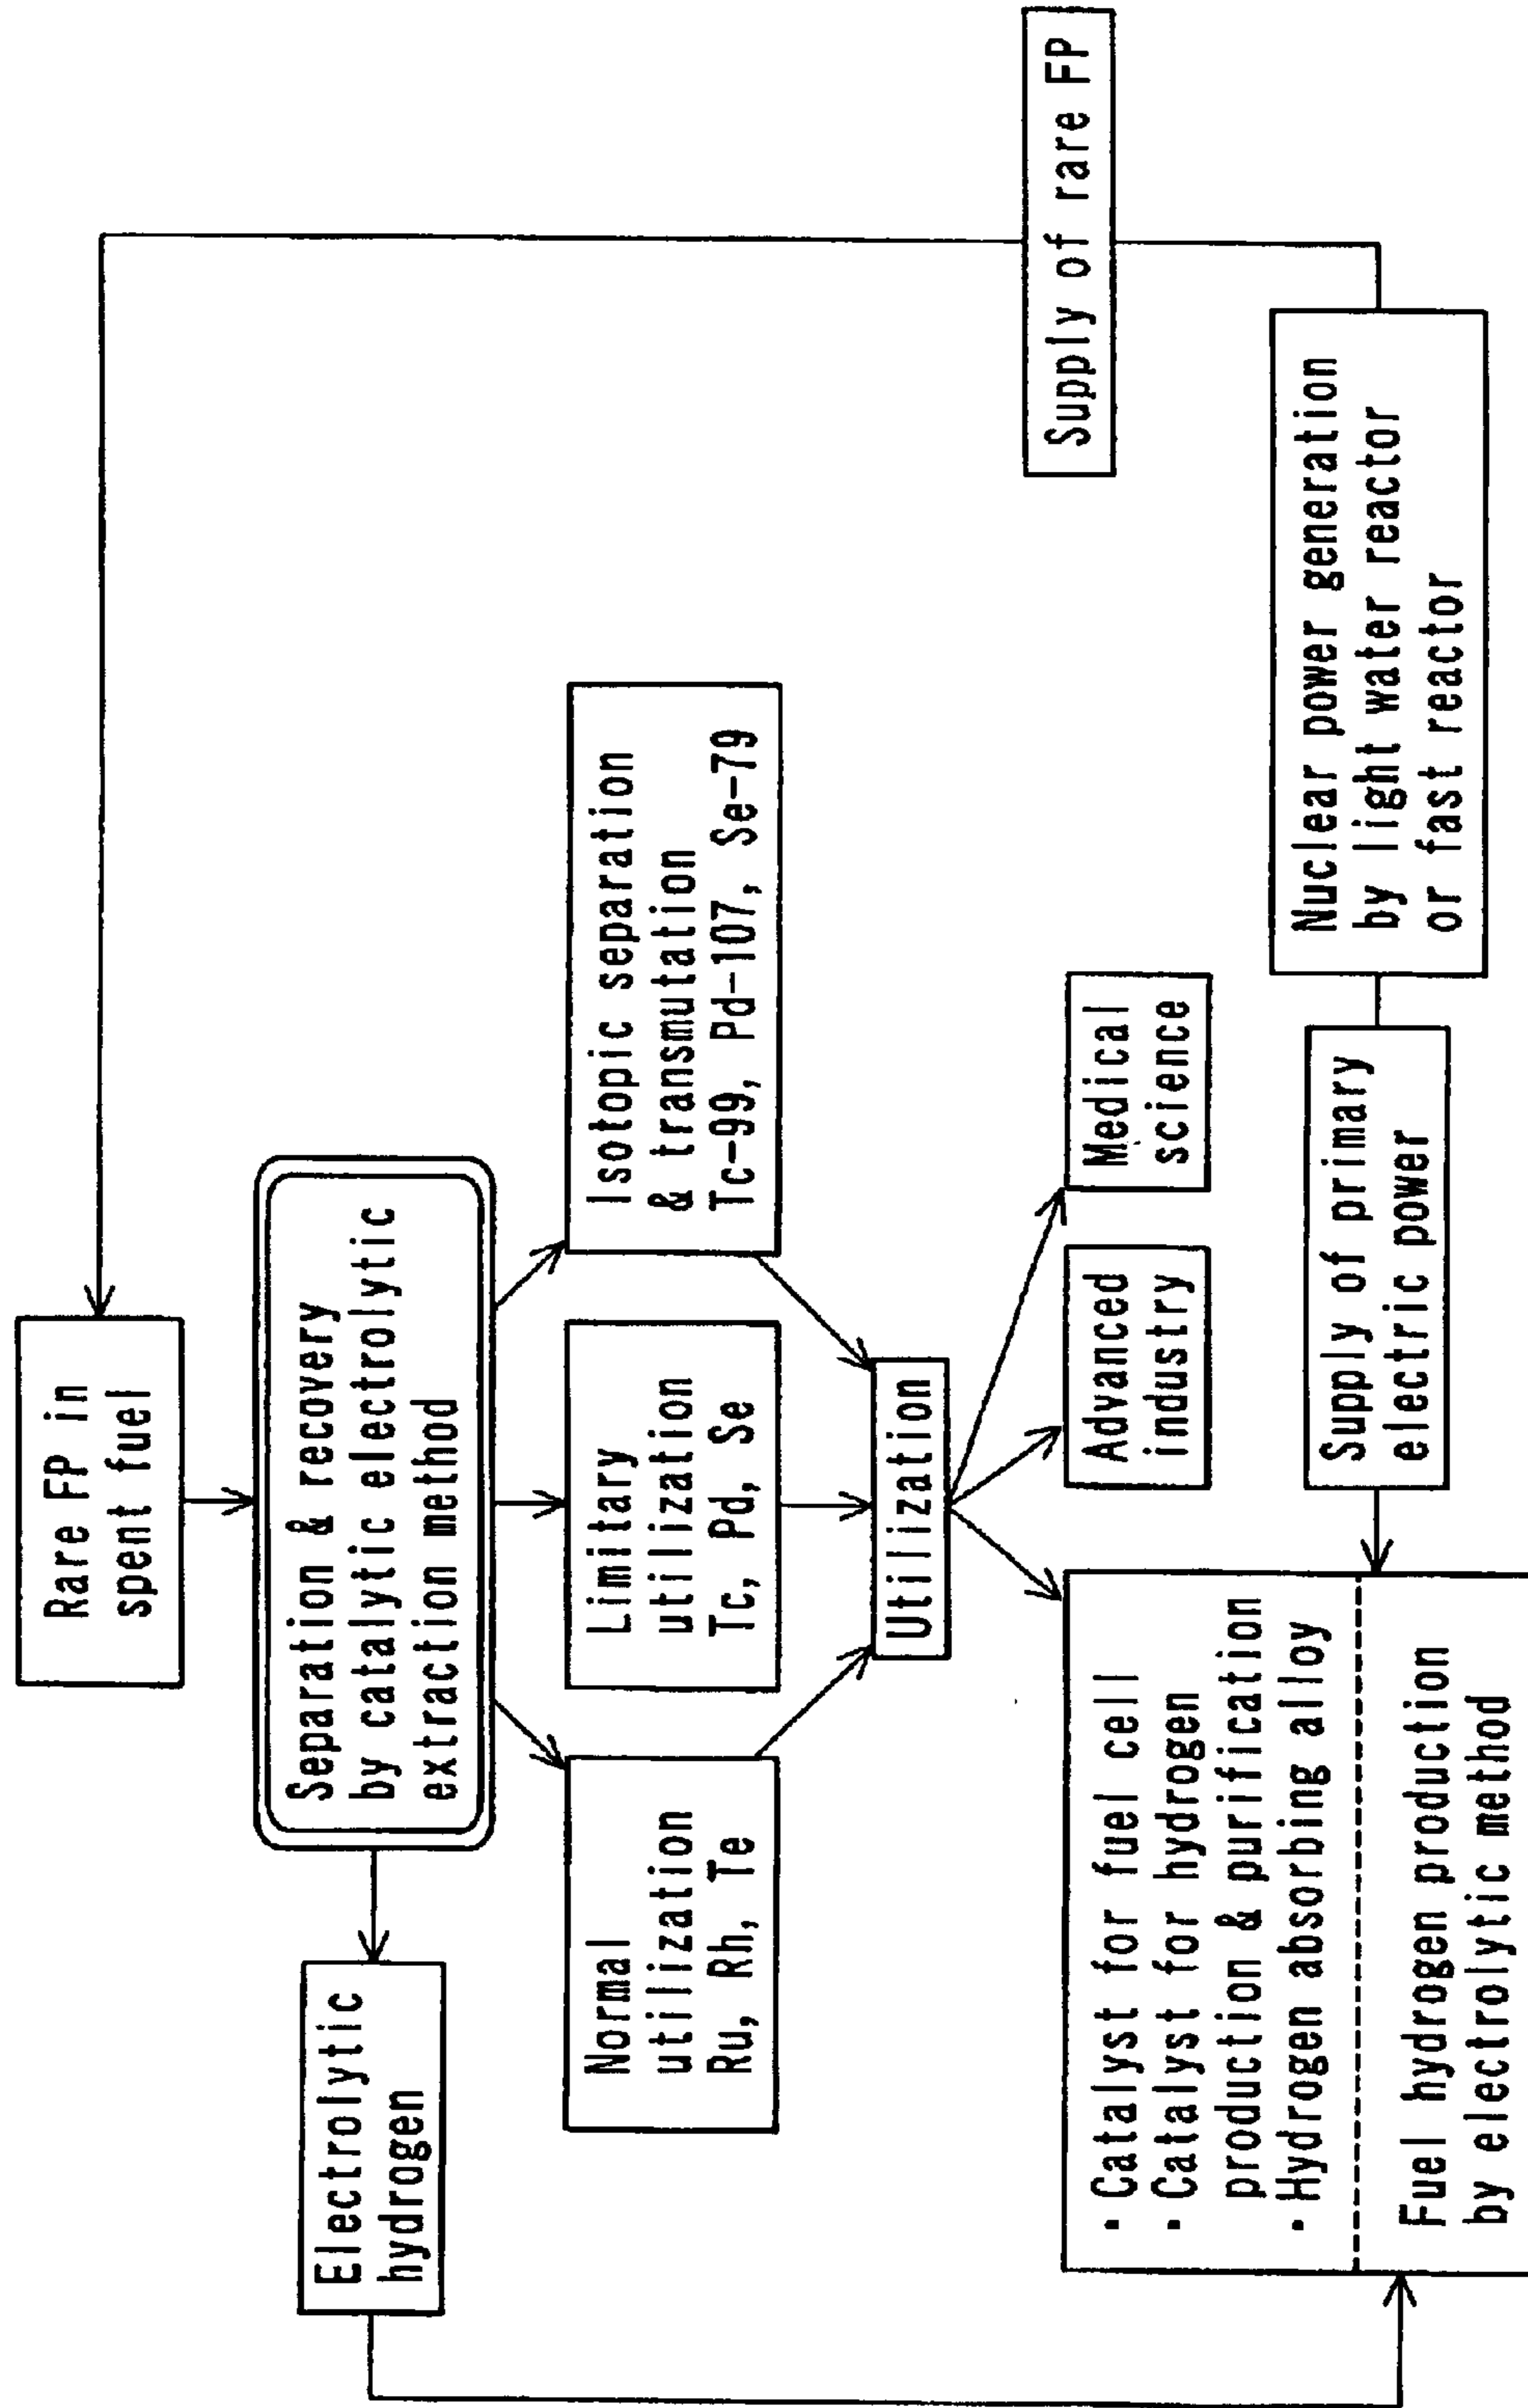 Rare FP in
spent fuel
Separation & recovery
by catalytic electrolytic
extraction method
Electrolytic
hydrogen
Normal
utilization
Ru, Rh, Te
Limitary
utilization
Tc, Pd, Se
Isotopic separation
& transmutation
Tc-99, Pd-107, Se-79
Utilization
Supply of rare FP
· Catalyst for fuel cell
· Catalyst for hydrogen
production & purification
· Hydrogen absorbing alloy
Fuel hydrogen production
by electrolytic method
Advanced
industry
Medical
science
Supply of primary
electric power
Nuclear power generation
by light water reactor
or fast reactor